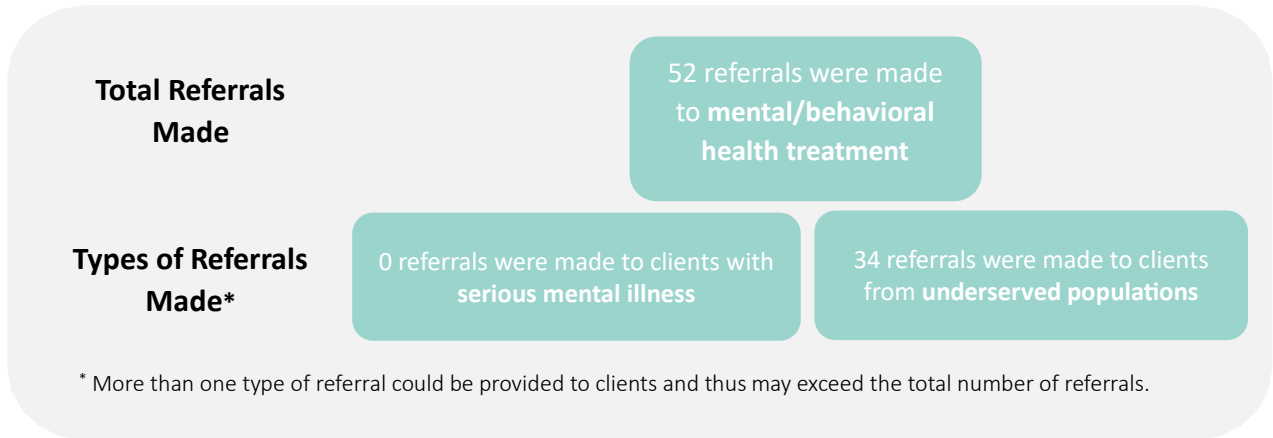 Total Referrals
Made
52 referrals were made
to mental/behavioral
health treatment
Types of Referrals
Made*
0 referrals were made to clients with
serious mental illness
34 referrals were made to clients
from underserved populations
* More than one type of referral could be provided to clients and thus may exceed the total number of referrals.